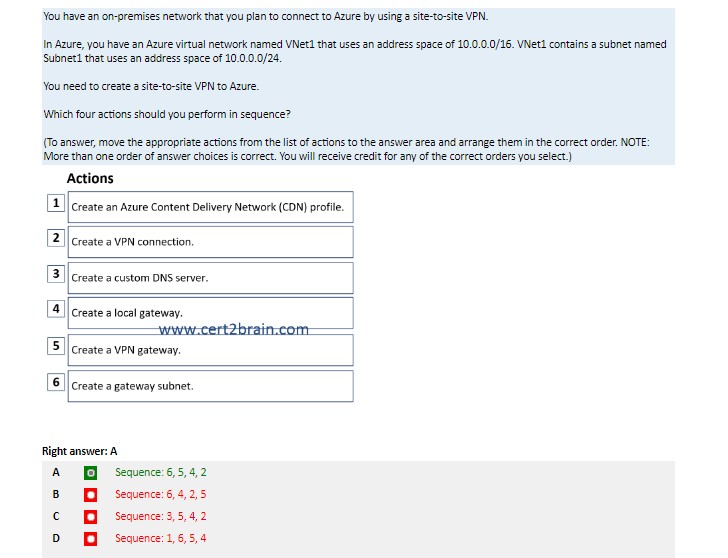 You have an on-premises network that you plan to connect to Azure by using a site-to-site VPN.
In Azure, you have an Azure virtual network named VNet1 that uses an address space of 10.0.0.0/16. VNet1 contains a subnet named
Subnet1 that uses an address space of 10.0.0.0/24.
You need to create a site-to-site VPN to Azure.
Which four actions should you perform in sequence?
(To answer, move the appropriate actions from the list of actions to the answer area and arrange them in the correct order. NOTE:
More than one order of answer choices is correct. You will receive credit for any of the correct orders you select.)
Actions
1 Create an Azure Content Delivery Network (CDN) profile.
2 Create a VPN connection.
3 Create a custom DNS server.
4 Create a local gateway.
www.cert2brain.com
5 Create a VPN gateway.
6 Create a gateway subnet.
Right answer: A
A Sequence: 6, 5, 4, 2
B Sequence: 6, 4, 2, 5
C Sequence: 3, 5, 4, 2
D Sequence: 1, 6, 5, 4